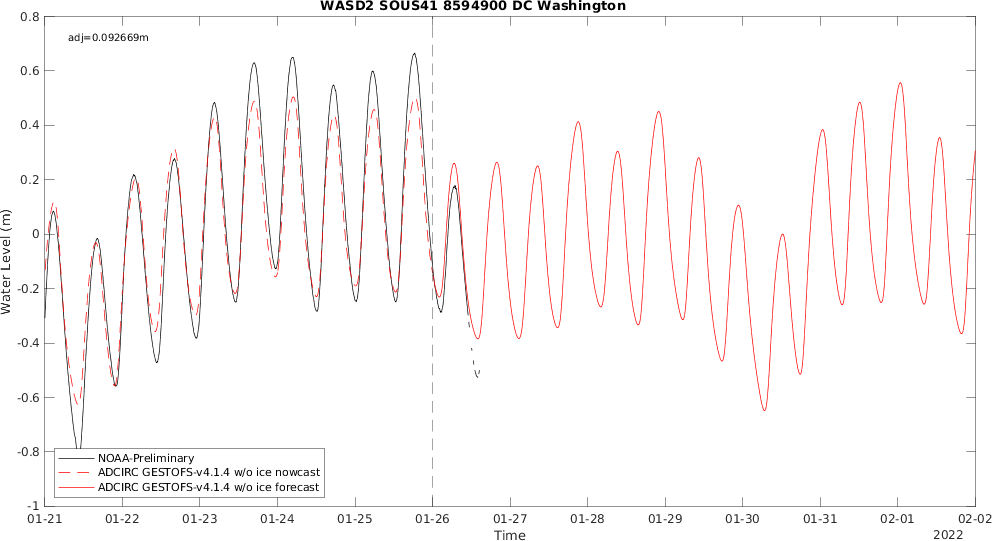 WASD2 SOUS41 8594900 DC Washington
adj=0.092669m
0.8
0.6
0.4
0.2
0
-0.2
-0.4
-0.6
-0.8
-1
Water Level (m)
NOAA-Preliminary
ADCIRC GESTOFS-v4.1.4 w/o ice nowcast
ADCIRC GESTOFS-v4.1.4 w/o ice forecast
01-21 01-22 01-23 01-24 01-25 01-26 01-27 01-28 01-29 01-30 01-31 02-01 02-02
Time
2022